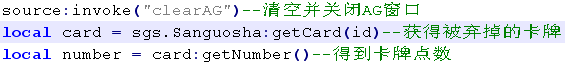 source:invoke("clearAG")--清空并关闭AG窗口
local card = sgs.Sanguosha:getCard(id)--获得被弃掉的卡牌
local number = card:getNumber()--得到卡牌点数